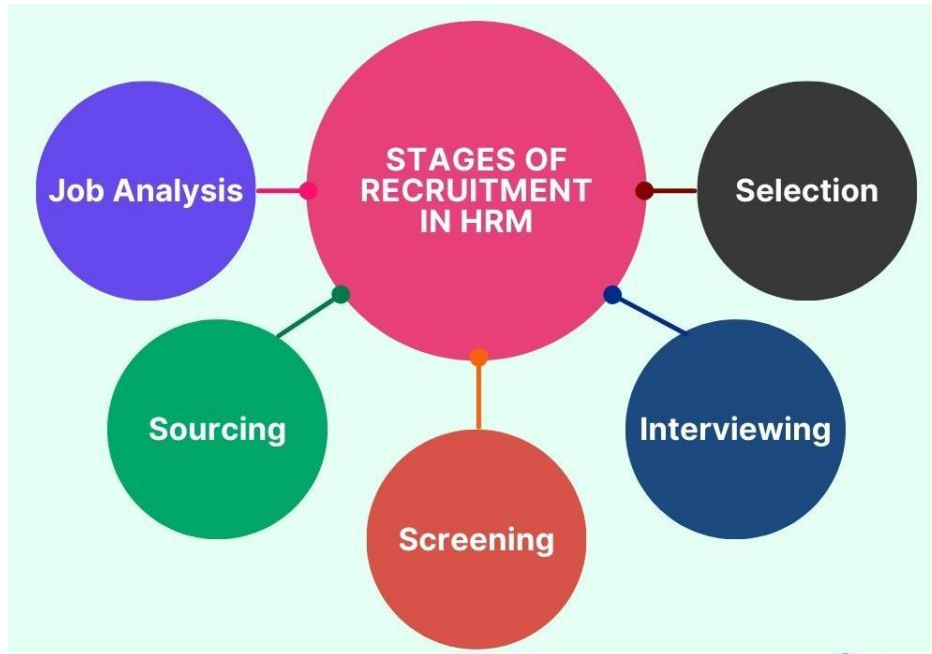 STAGES OF
RECRUITMENT
IN HRM
Job Analysis
Sourcing
Screening
Interviewing
Selection